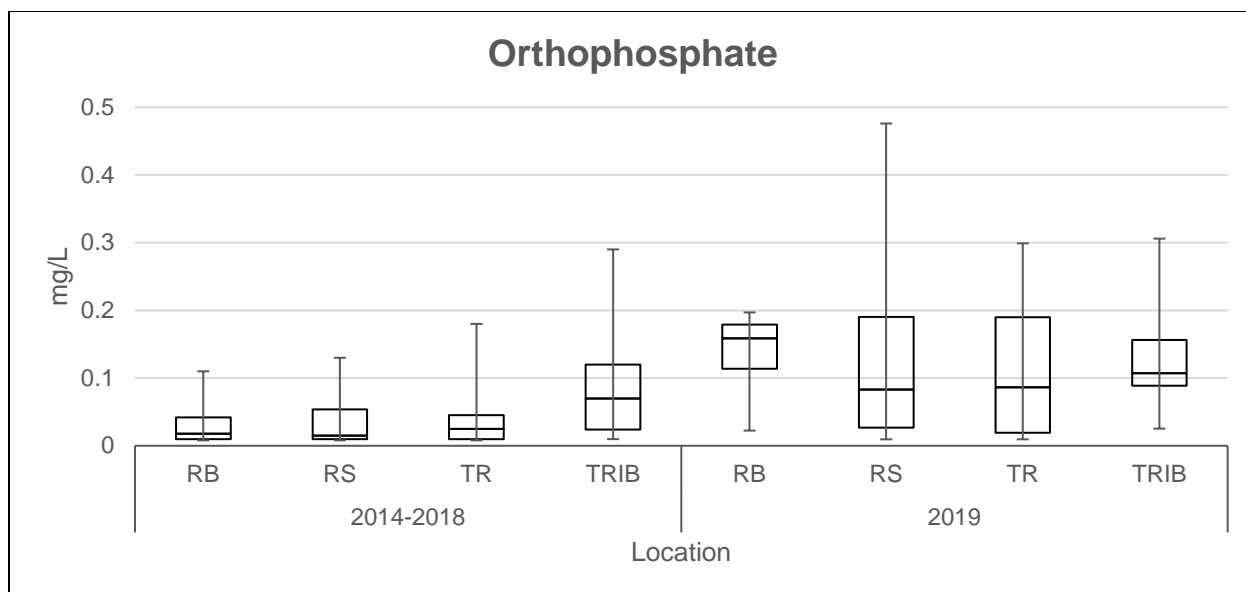 Orthophosphate
0.5
0.4
0.3
0.2
0.1
0
mg/L
RB RS TR TRIB RB RS TR TRIB
2014-2018 2019
Location